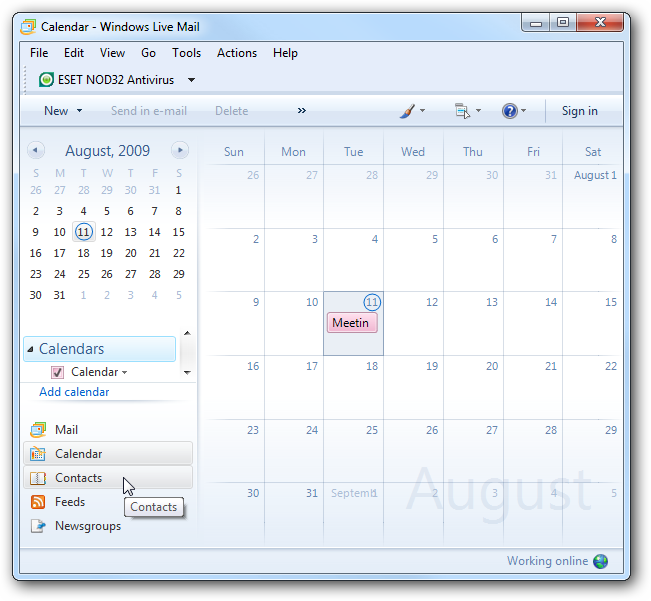 Calendar - Windows Live Mail
File Edit View Go Tools Actions Help
ESET NOD32 Antivirus
New Send in e-mail Delete » Sign in
August, 2009
S M T W T F S
26 27 28 29 30 31 1
2 3 4 5 6 7 8
9 10 11 12 13 14 15
16 17 18 19 20 21 22
23 24 25 26 27 28 29
30 31 1 2 3 4 5
Calendars
Calendar
Add calendar
Mail
Calendar
Contacts
Feeds
Newsgroups
Contacts
Sun Mon Tue Wed Thu Fri Sat
26 27 28 29 30 31 August 1
2 3 4 5 6 7 8
9 10 11 12 13 14 15
Meetin
16 17 18 19 20 21 22
23 24 25 26 27 28 29
30 31 Septem1 2 3 4 5
August
Working online